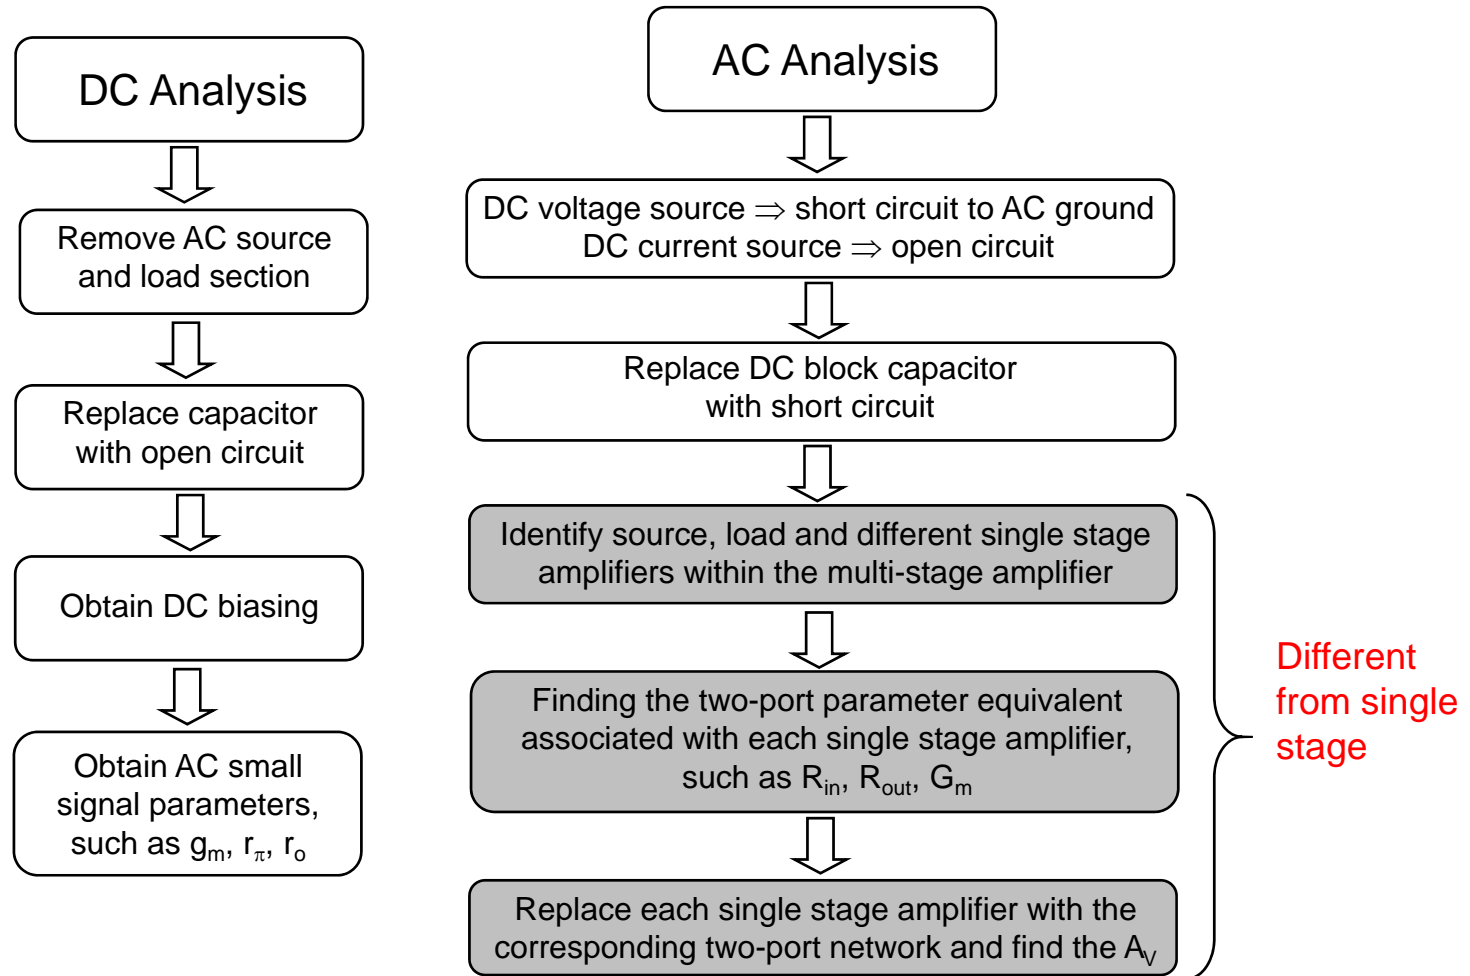 DC Analysis
Remove AC source
and load section
Replace capacitor
with open circuit
Obtain DC biasing
Obtain AC small
signal parameters,
such as gm, rπ, ro
AC Analysis
DC voltage source ⇒ short circuit to AC ground
DC current source ⇒ open circuit
Replace DC block capacitor
with short circuit
Identify source, load and different single stage
amplifiers within the multi-stage amplifier
Finding the two-port parameter equivalent
associated with each single stage amplifier,
such as Rin, Rout, Gm
Replace each single stage amplifier with the
corresponding two-port network and find the AV
Different
from single
stage